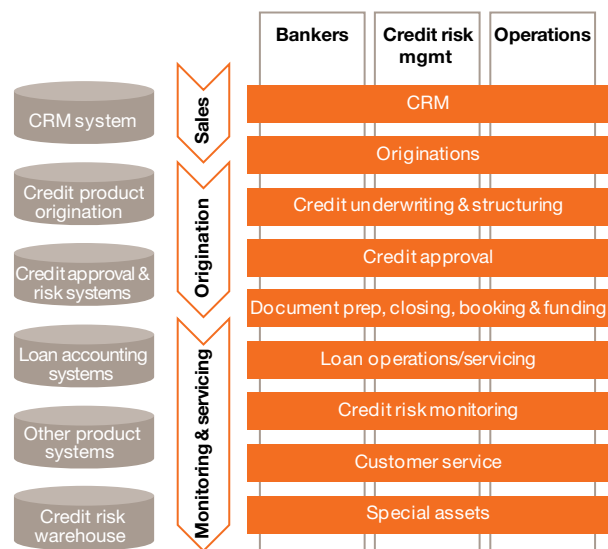 Bankers
Credit risk
mgmt
Operations
CRM system
Credit product
origination
Credit approval &
risk systems
Loan accounting
systems
Other product
systems
Credit risk
warehouse
Sales
Origination
Monitoring & servicing
CRM
Originations
Credit underwriting & structuring
Credit approval
Document prep, closing, booking & funding
Loan operations/servicing
Credit risk monitoring
Customer service
Special assets